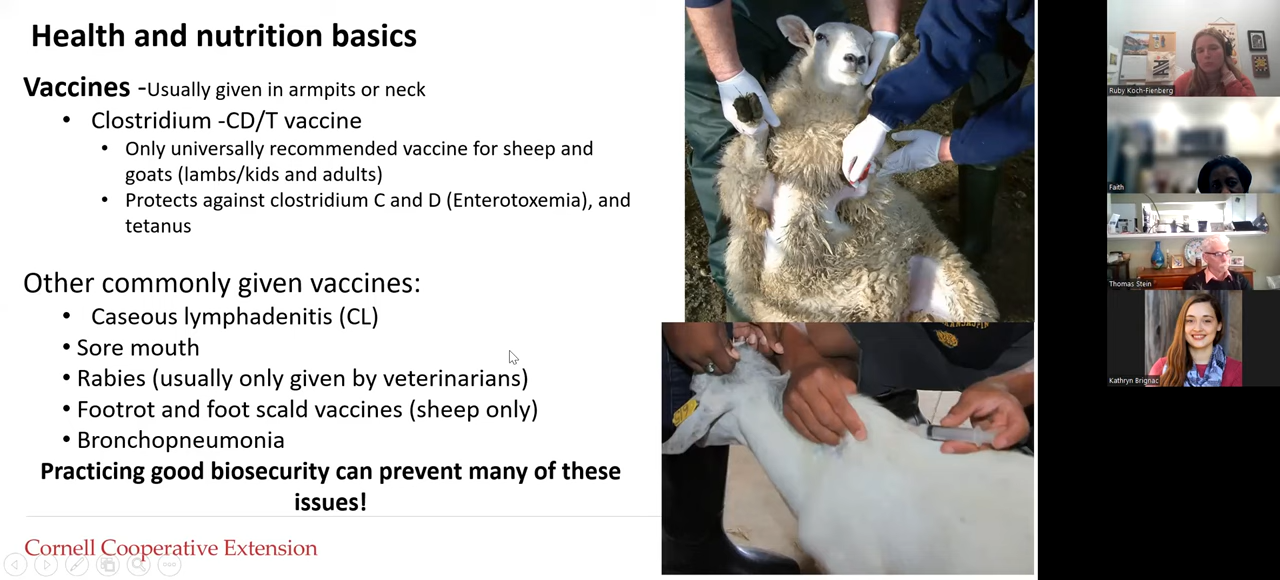 Health and nutrition basics
Vaccines -Usually given in armpits or neck
• Clostridium -CD/T vaccine
• Only universally recommended vaccine for sheep and
goats (lambs/kids and adults)
• Protects against clostridium C and D (Enterotoxemia), and
tetanus
Other commonly given vaccines:
• Caseous lymphadenitis (CL)
• Sore mouth
• Rabies (usually only given by veterinarians)
• Footrot and foot scald vaccines (sheep only)
• Bronchopneumonia
Practicing good biosecurity can prevent many of these
issues!
Cornell Cooperative Extension
Ruby Koch-Fienberg
Faith
Thomas Stein
Kathryn Brignac